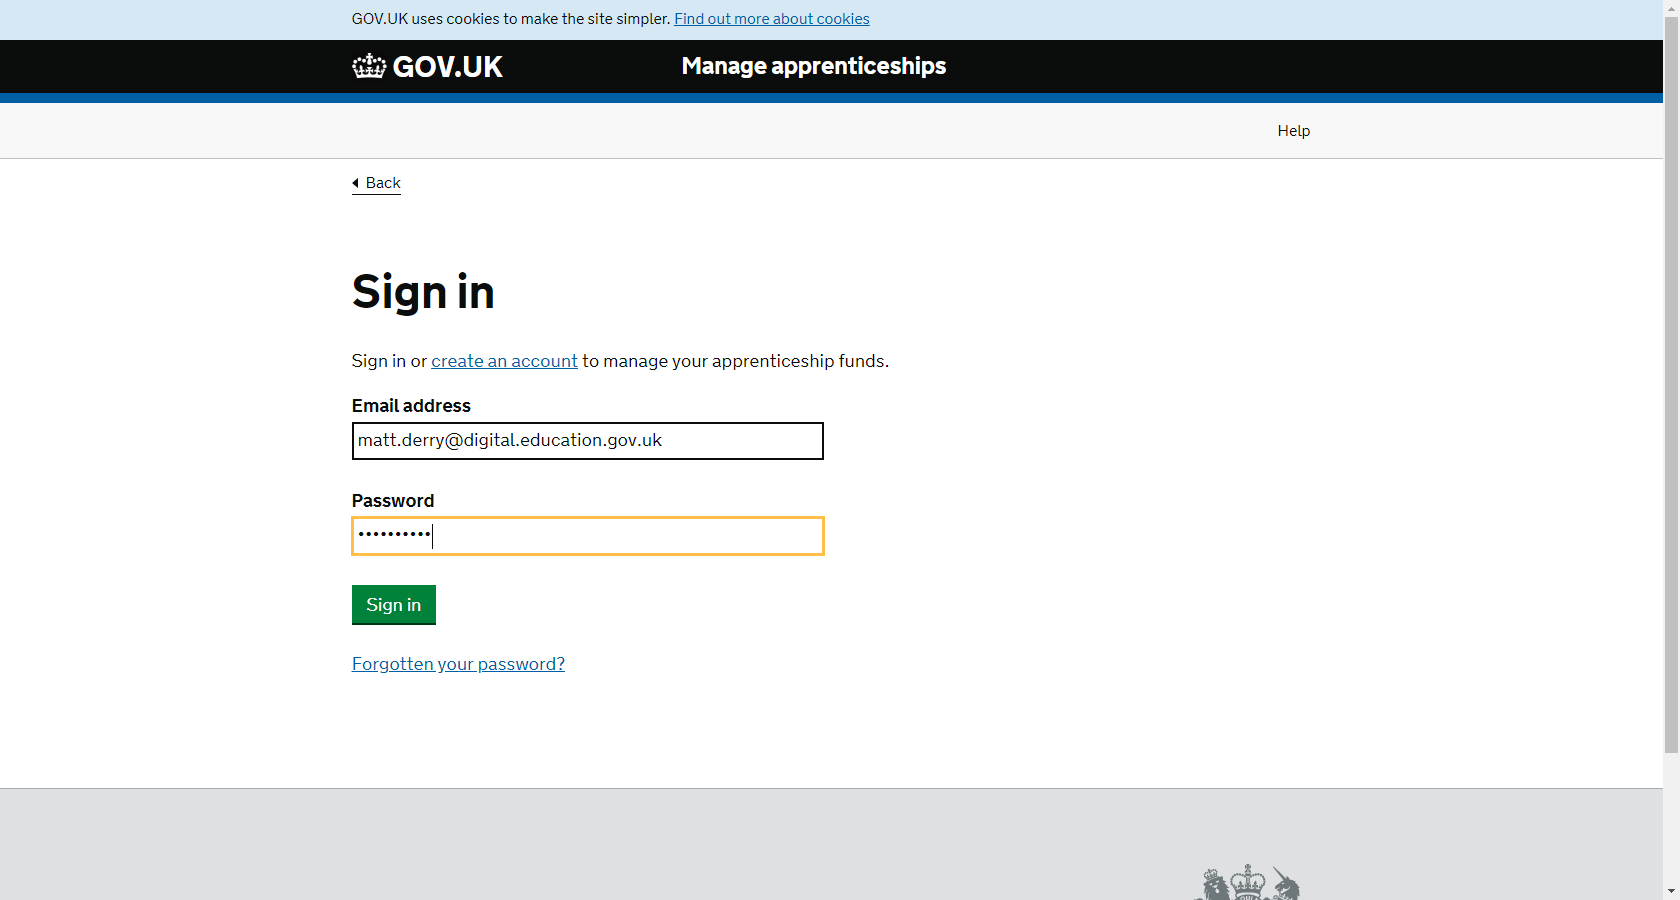 GOV.UK uses cookies to make the site simpler. Find out more about cookies
GOV.UK
Manage apprenticeships
Help
Back
Sign in
Sign in or create an account to manage your apprenticeship funds.
Email address
matt.derry@digital.education.gov.uk
Password
••••••••••
Sign in
Forgotten your password?